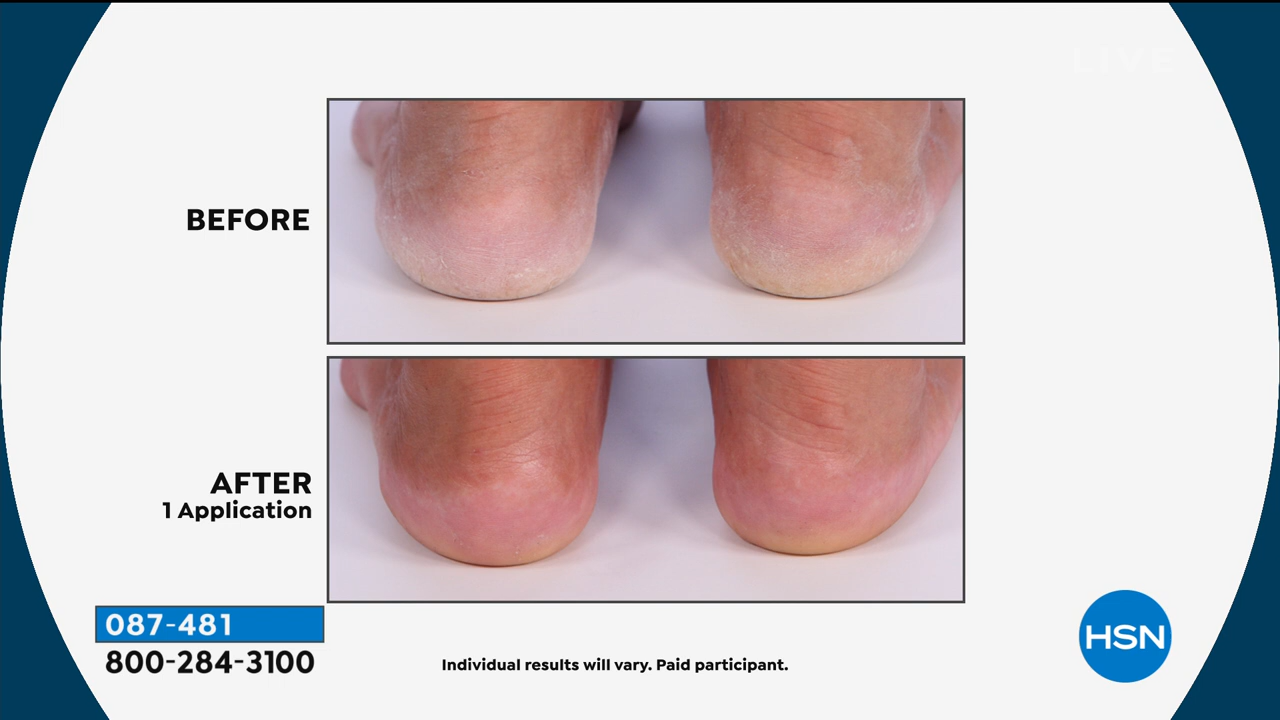 LIVE
BEFORE
AFTER
1 Application
087-481
800-284-3100
Individual results will vary. Paid participant.
HSN